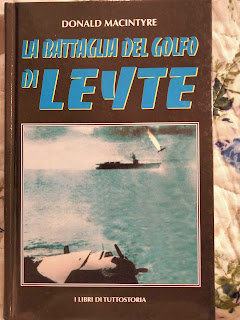 DONALD MACINTYRE
LA BATTAGLIA DEL GOLFO
DI LEYTE
I LIBRI DI TUTTOSTORIA